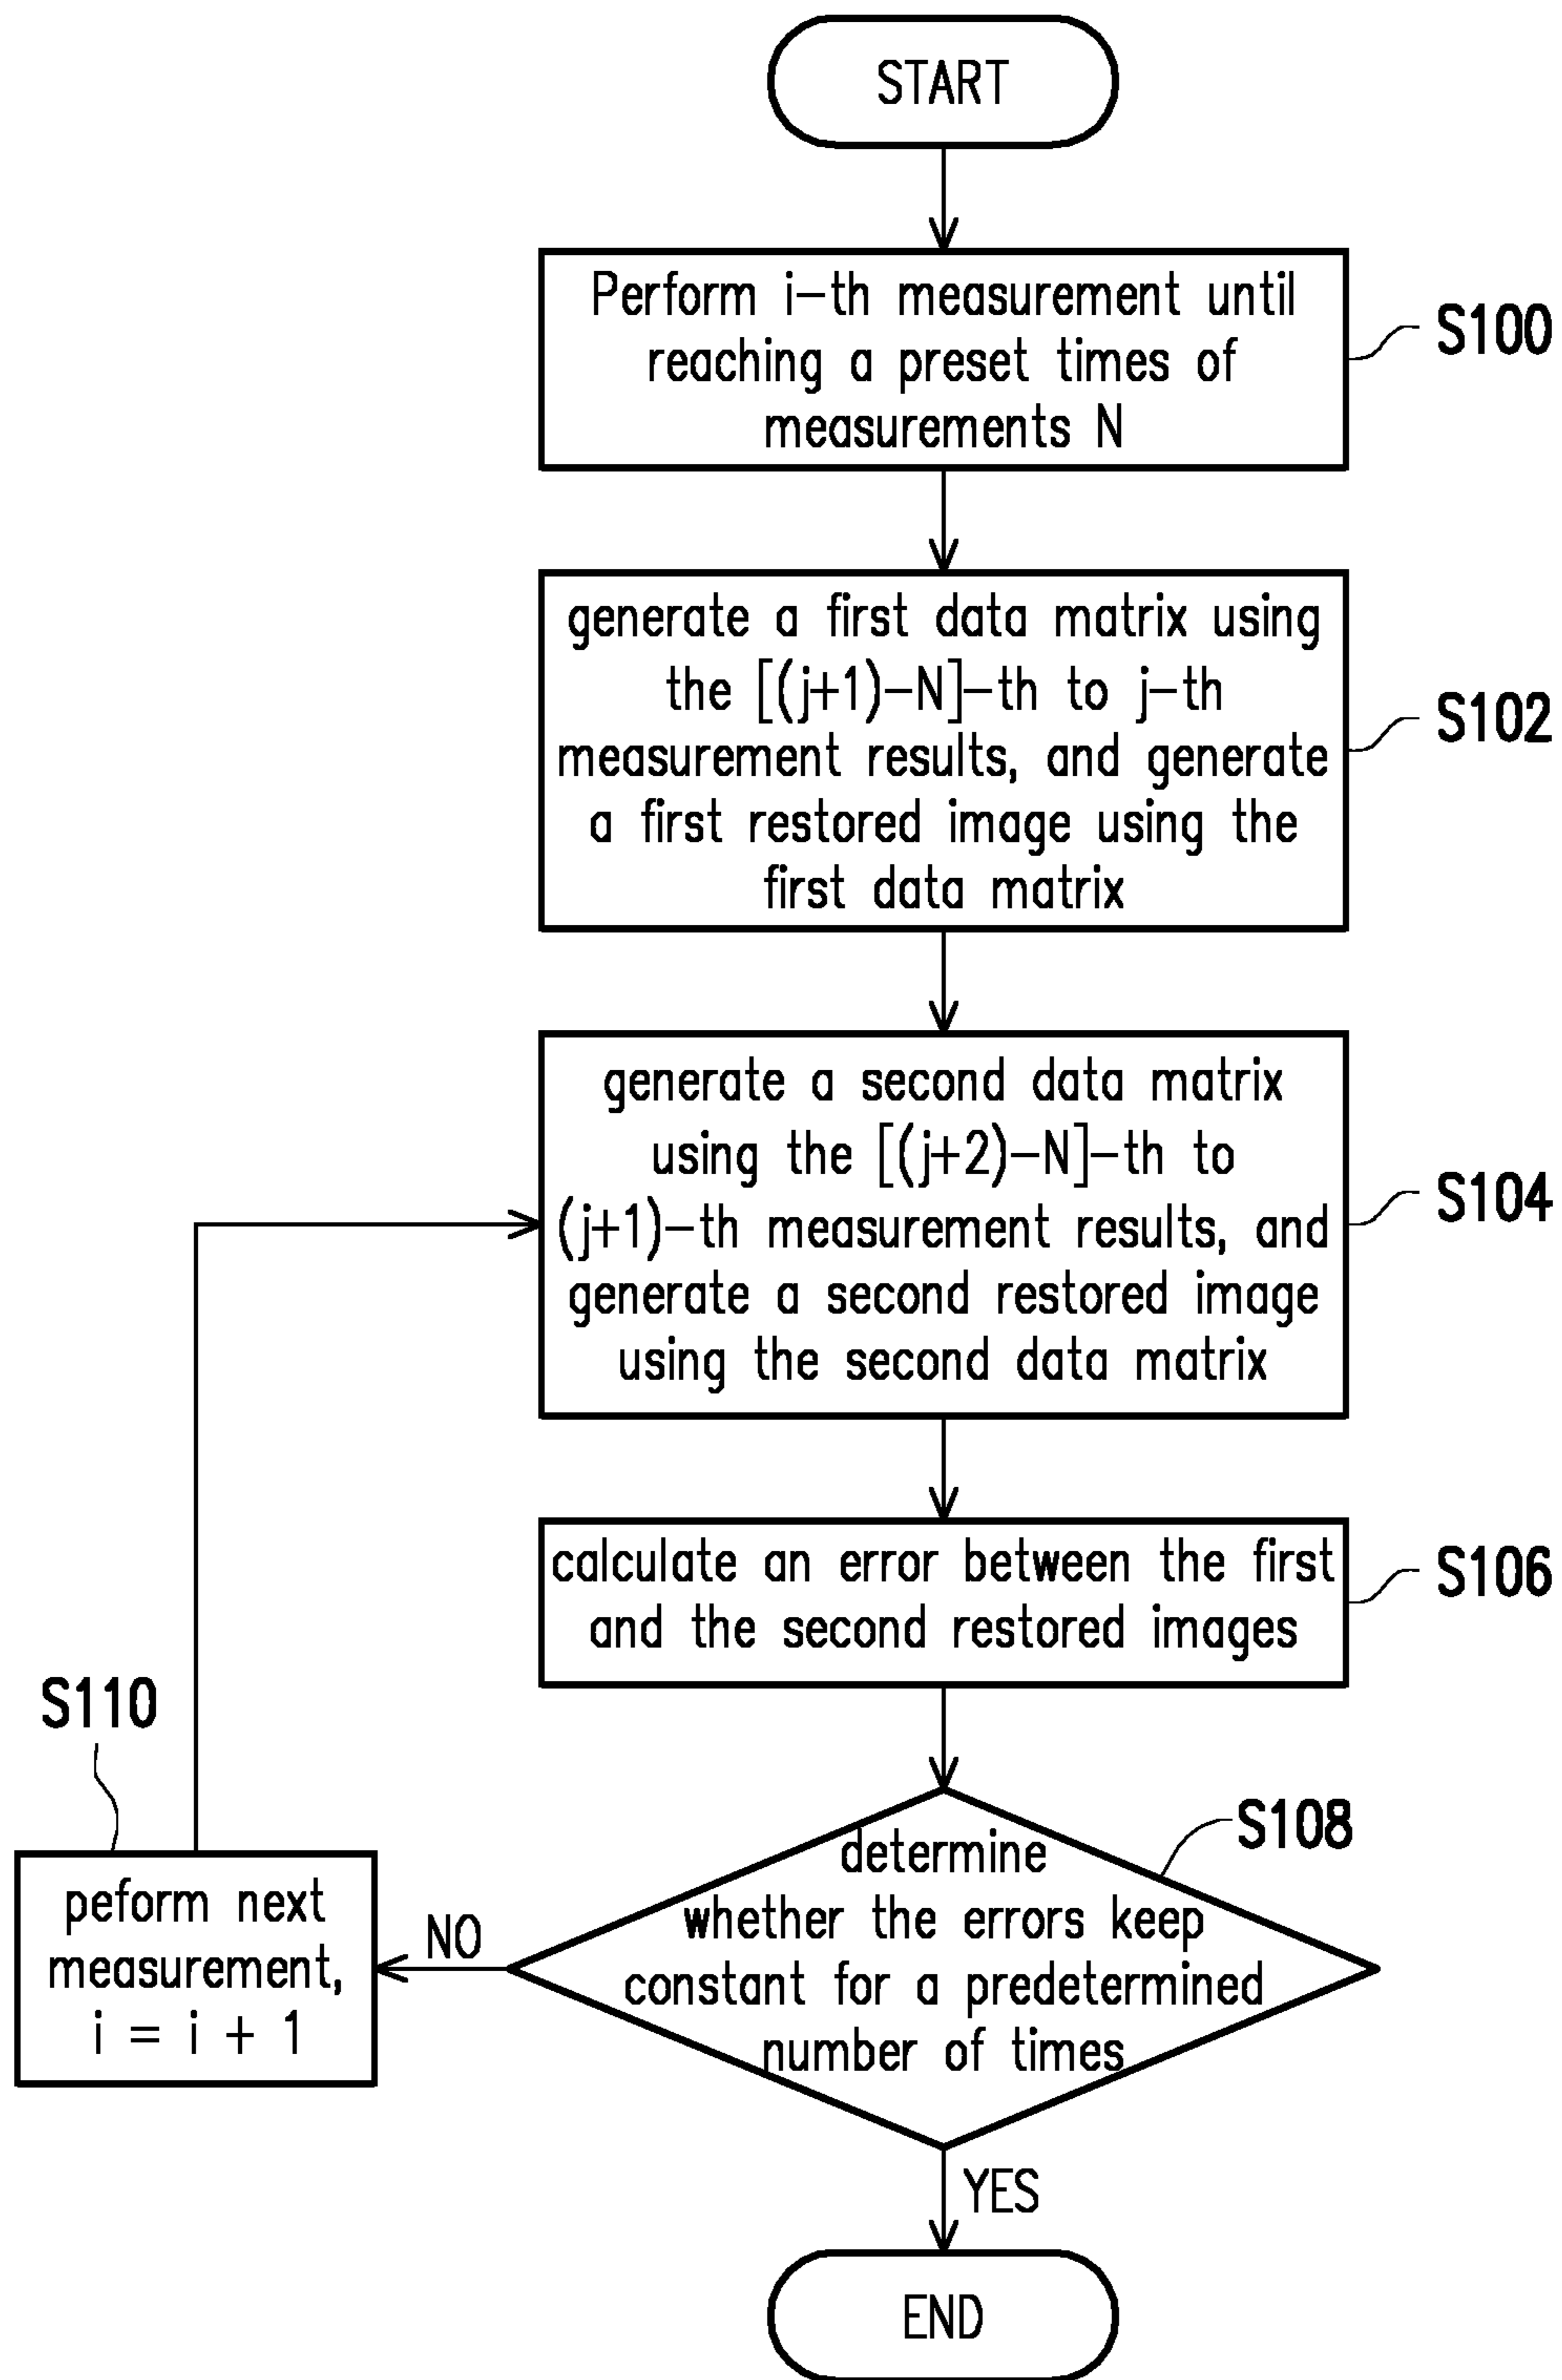 START
Perform i-th measurement until
reaching a preset times of
measurements N
S100
generate a first data matrix using
the [(j+1)-N]-th to j-th
measurement results, and generate
a first restored image using the
first data matrix
S102
generate a second data matrix
using the [(j+2)-N]-th to
(j+1)-th measurement results, and
generate a second restored image
using the second data matrix
S104
calculate an error between the first
and the second restored images
S106
determine
whether the errors keep
constant for a predetermined
number of times
S108
NO
S110
peform next
measurement,
i = i + 1
YES
END